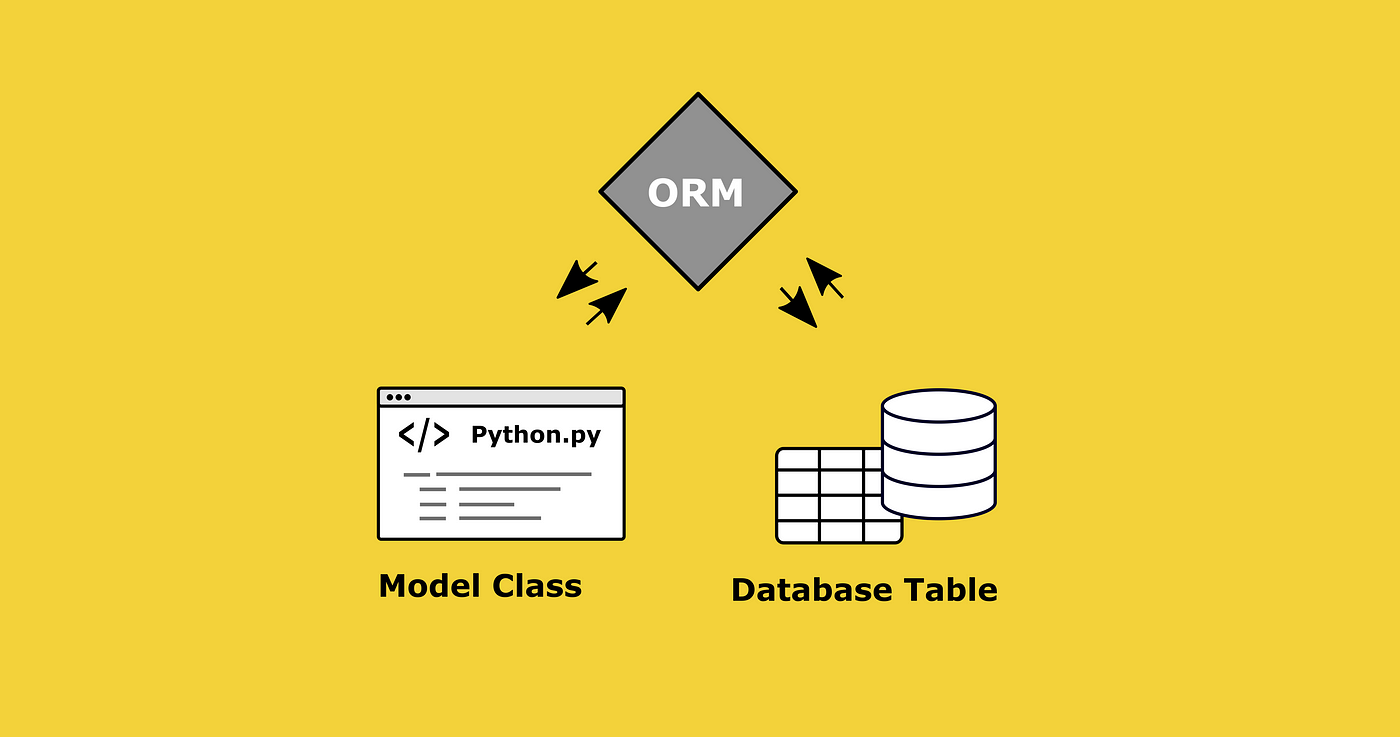 ORM
</> Python.py
Model Class
Database Table